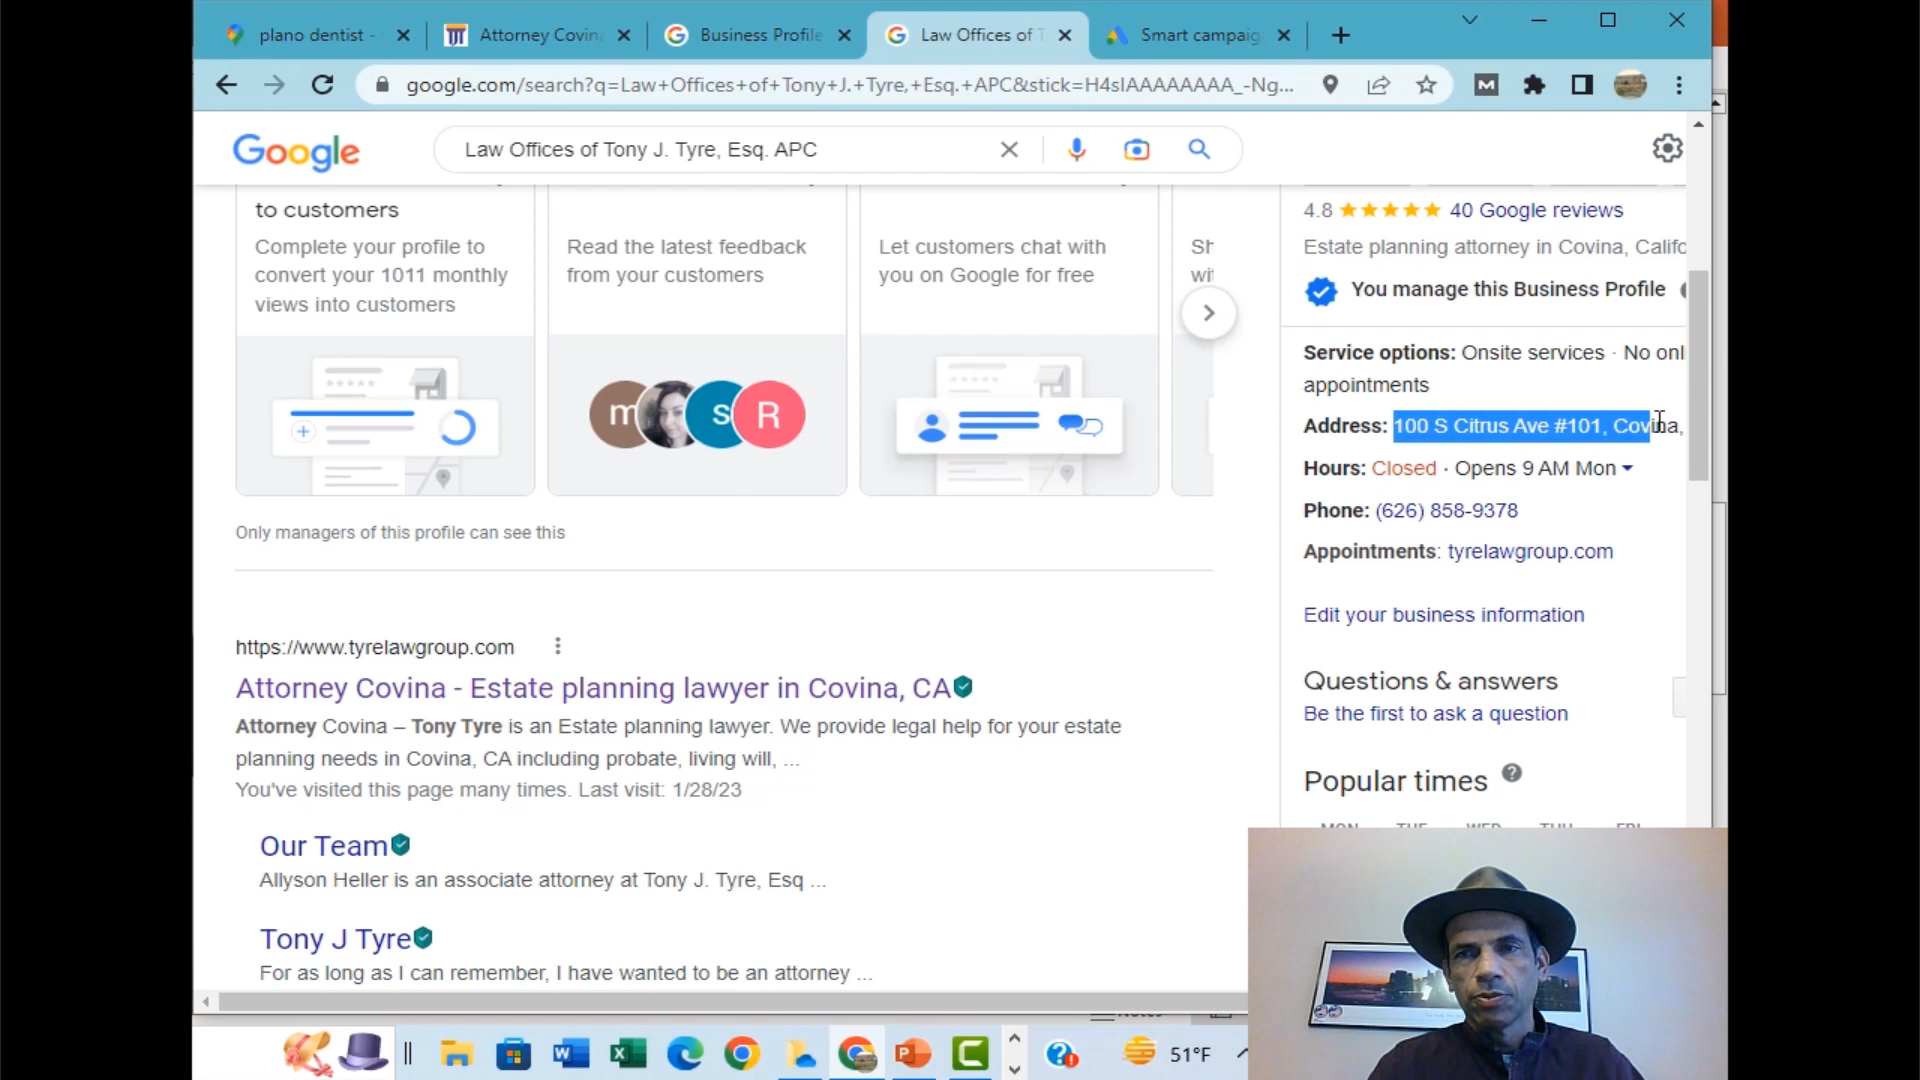 plano dentist -
Attorney Covina
Business Profile
Law Offices of T
Smart campaig
google.com/search?q=Law+Offices+of+Tony+J.+Tyre,+Esq.+APC&stick=H4sIAAAAAAAA_-Ng...
M
Google
Law Offices of Tony J. Tyre, Esq. APC
to customers
Complete your profile to
convert your 1011 monthly
views into customers
Read the latest feedback
from your customers
m
s
R
Let customers chat with
you on Google for free
Sh
wit
Only managers of this profile can see this
https://www.tyrelawgroup.com
Attorney Covina - Estate planning lawyer in Covina, CA
Attorney Covina – Tony Tyre is an Estate planning lawyer. We provide legal help for your estate
planning needs in Covina, CA including probate, living will, ...
You've visited this page many times. Last visit: 1/28/23
Our Team
Allyson Heller is an associate attorney at Tony J. Tyre, Esq ...
Tony J Tyre
For as long as I can remember, I have wanted to be an attorney ...
4.8
40 Google reviews
Estate planning attorney in Covina, Califo
You manage this Business Profile
Service options: Onsite services · No onl
appointments
Address: 100 S Citrus Ave #101, Covina,
Hours: Closed · Opens 9 AM Mon
Phone: (626) 858-9378
Appointments: tyrelawgroup.com
Edit your business information
Questions & answers
Be the first to ask a question
Popular times
MON TUE WED THU FRI
Notes
51°F